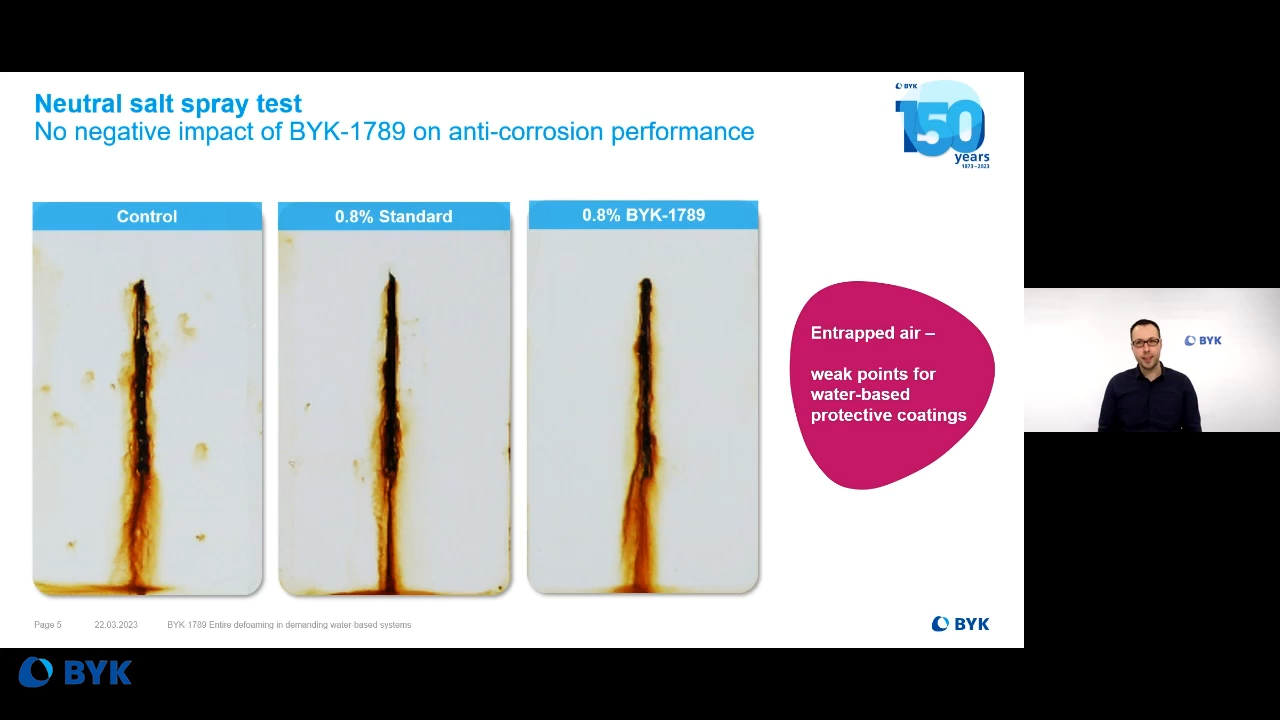 Neutral salt spray test
No negative impact of BYK-1789 on anti-corrosion performance
BYK
150
years
1873–2023
Control
0.8% Standard
0.8% BYK-1789
Entrapped air –
weak points for
water-based
protective coatings
BYK
Page 5 22.03.2023 BYK-1789 Entire defoaming in demanding water-based systems
BYK
BYK